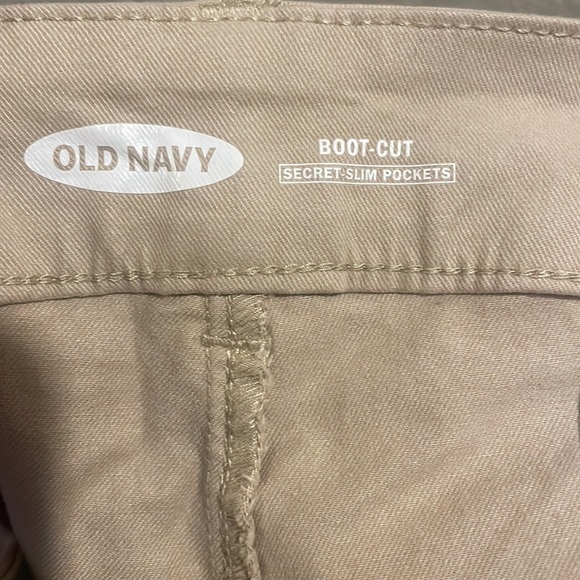 OLD NAVY
BOOT-CUT
SECRET-SLIM POCKETS